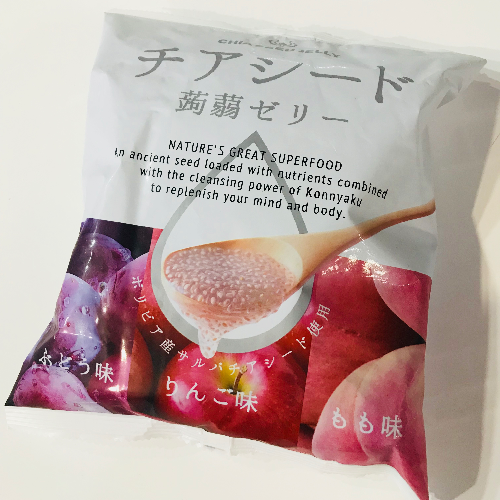 CHIA SEED JELLY
チアシード
蒟蒻ゼリー
NATURE'S GREAT SUPERFOOD
An ancient seed loaded with nutrients combined
with the cleansing power of Konnyaku
to replenish your mind and body.
ボリビア産サルバチアシード使用
ぶどう味
りんご味
もも味